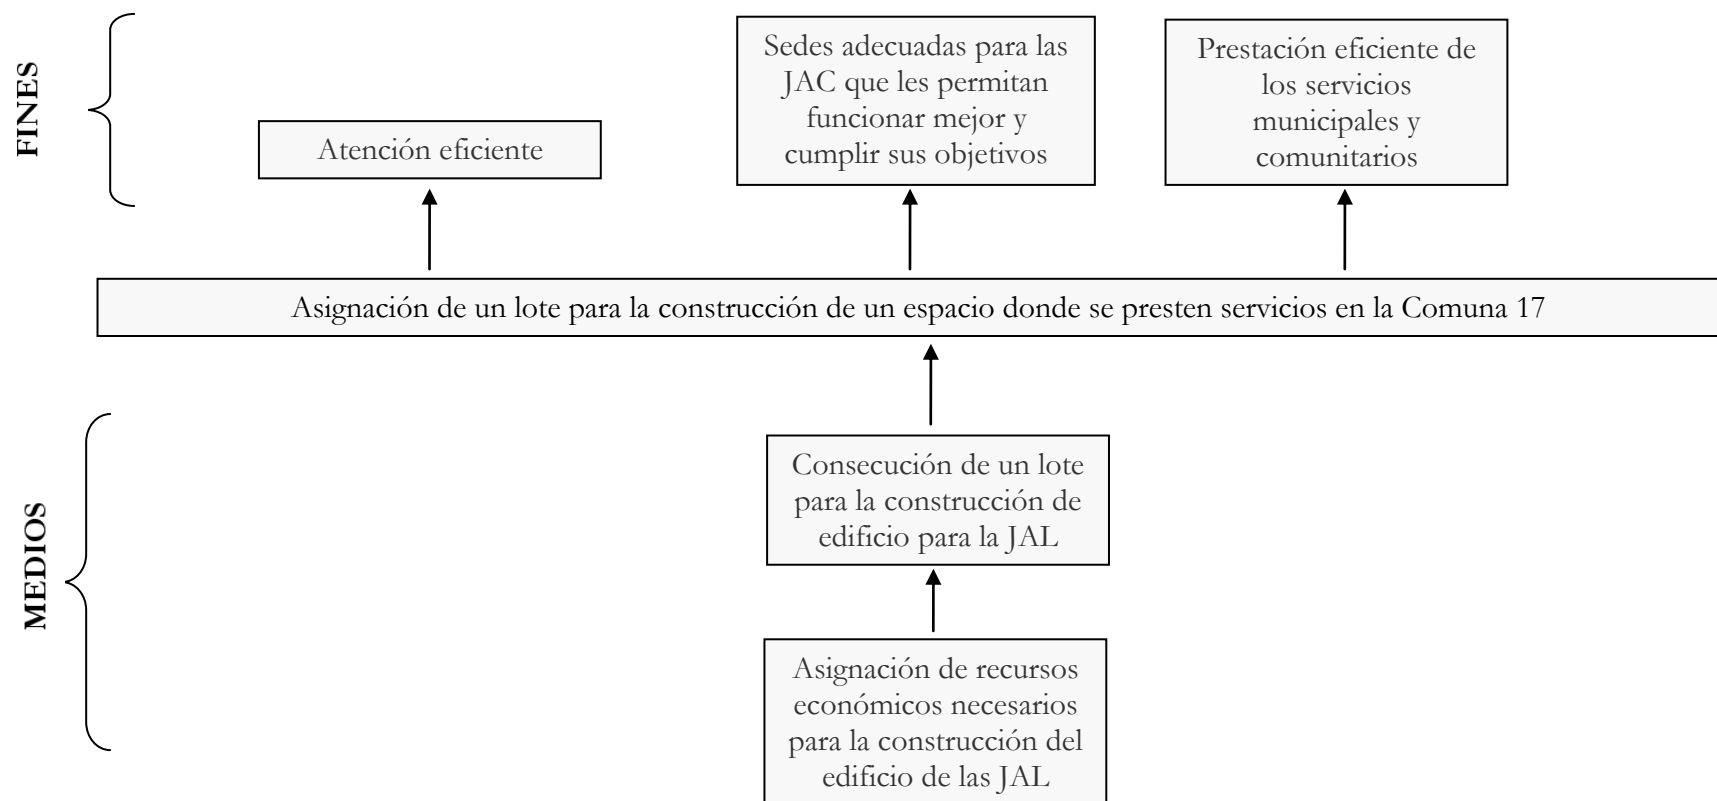 FINES
Atención eficiente
Sedes adecuadas para las
JAC que les permitan
funcionar mejor y
cumplir sus objetivos
Prestación eficiente de
los servicios
municipales y
comunitarios
Asignación de un lote para la construcción de un espacio donde se presten servicios en la Comuna 17
MEDIOS
Consecución de un lote
para la construcción de
edificio para la JAL
Asignación de recursos
económicos necesarios
para la construcción del
edificio de las JAL